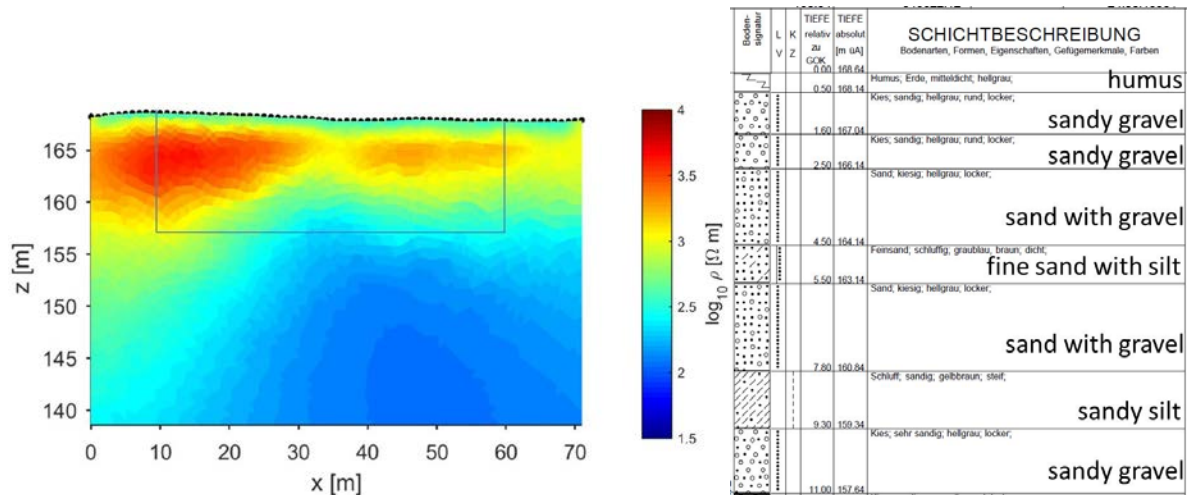 165
160
155
150
145
140
z [m]
0 10 20 30 40 50 60 70
x [m]
4
3.5
3
2.5
2
1.5
log10 ρ [Ω m]
Boden-
signatur
L
V
K
Z
TIEFE
relativ
zu
GOK
TIEFE
absolut
[m üA]
SCHICHTBESCHREIBUNG
Bodenarten, Formen, Eigenschaften, Gefügemerkmale, Farben
0.00 168.64
Humus; Erde, mitteldicht; hellgrau;
humus
0.50 168.14
Kies; sandig; hellgrau; rund; locker;
sandy gravel
1.60 167.04
Kies; sandig; hellgrau; rund; locker;
sandy gravel
2.50 166.14
Sand; kiesig; hellgrau; locker;
sand with gravel
4.50 164.14
Feinsand; schluffig; graublau, braun; dicht;
fine sand with silt
5.50 163.14
Sand; kiesig; hellgrau; locker;
sand with gravel
7.80 160.84
Schluff; sandig; gelbbraun; steif;
sandy silt
9.30 159.34
Kies; sehr sandig; hellgrau; locker;
sandy gravel
11.00 157.64